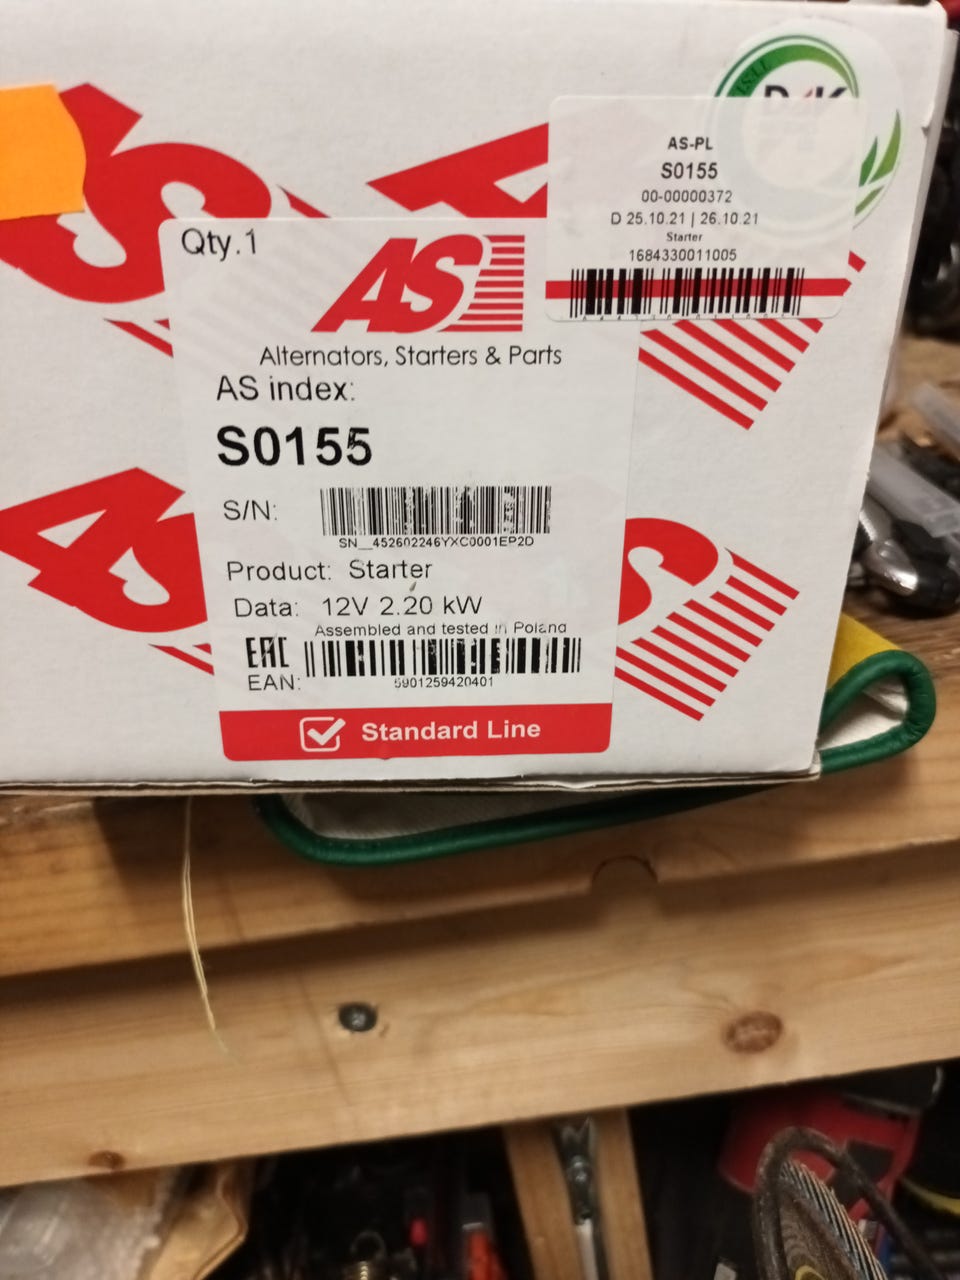 AS-PL
S0155
00-00000372
D 25.10.21 | 26.10.21
Starter
1684330011005
Qty.1
AS
Alternators, Starters & Parts
AS index:
S0155
S/N:
SN__452602246YXC0001EP2D
Product: Starter
Data: 12V 2.20 kW
Assembled and tested in Poland
EAC
EAN:
5901259420401
Standard Line